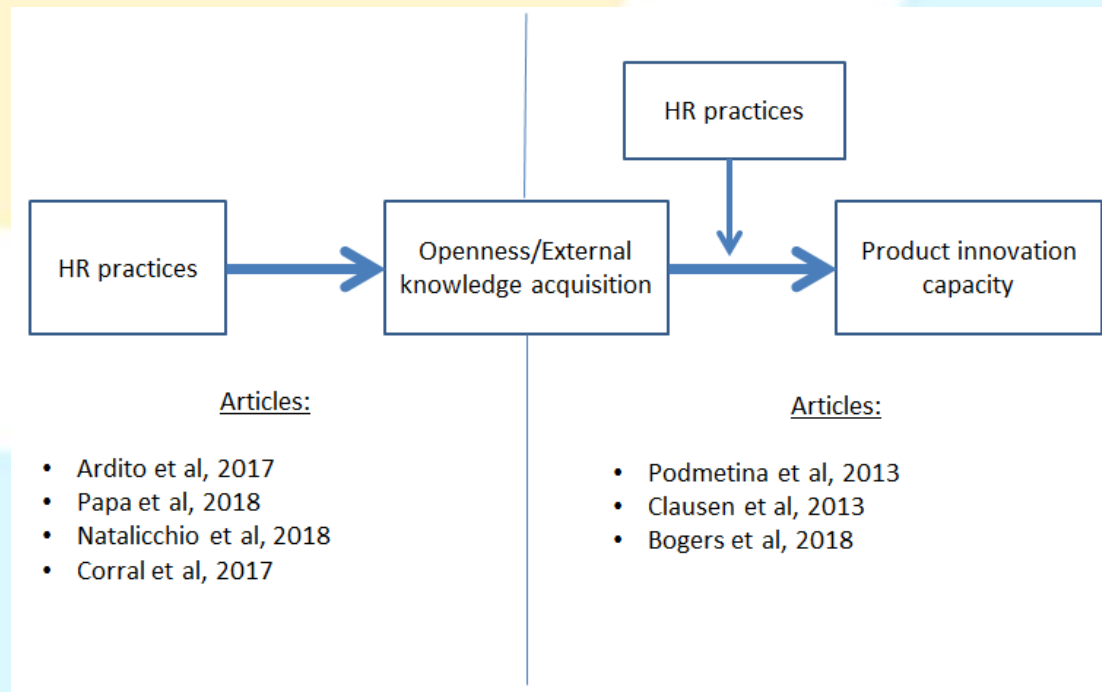 HR practices
HR practices
Openness/External
knowledge acquisition
Product innovation
capacity
Articles:
• Ardito et al, 2017
• Papa et al, 2018
• Natalicchio et al, 2018
• Corral et al, 2017
Articles:
• Podmetina et al, 2013
• Clausen et al, 2013
• Bogers et al, 2018